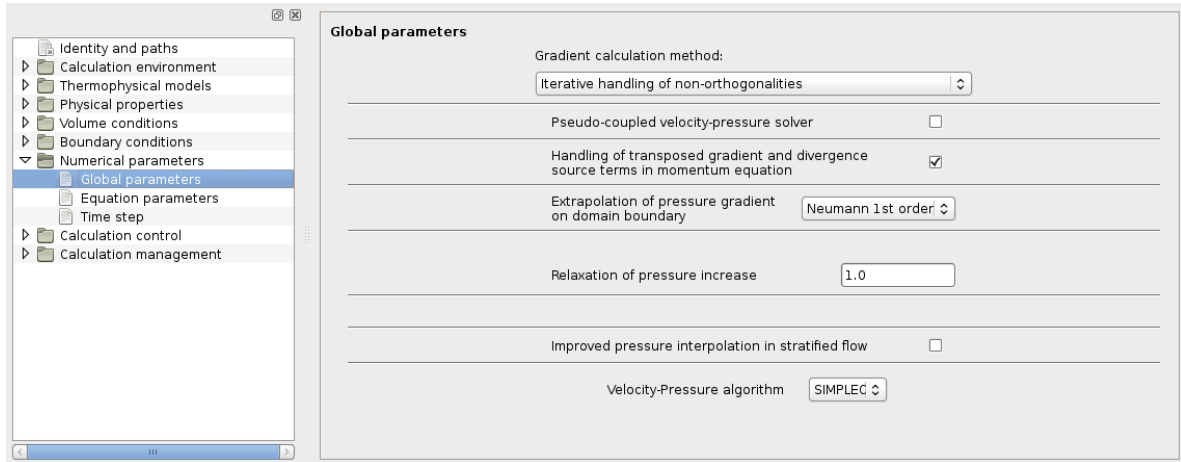 Identity and paths
Calculation environment
Thermophysical models
Physical properties
Volume conditions
Boundary conditions
Numerical parameters
Global parameters
Equation parameters
Time step
Calculation control
Calculation management
Global parameters
Gradient calculation method:
Iterative handling of non-orthogonalities
Pseudo-coupled velocity-pressure solver
Handling of transposed gradient and divergence
source terms in momentum equation
Extrapolation of pressure gradient
on domain boundary
Neumann 1st order
Relaxation of pressure increase
1.0
Improved pressure interpolation in stratified flow
Velocity-Pressure algorithm
SIMPLEC